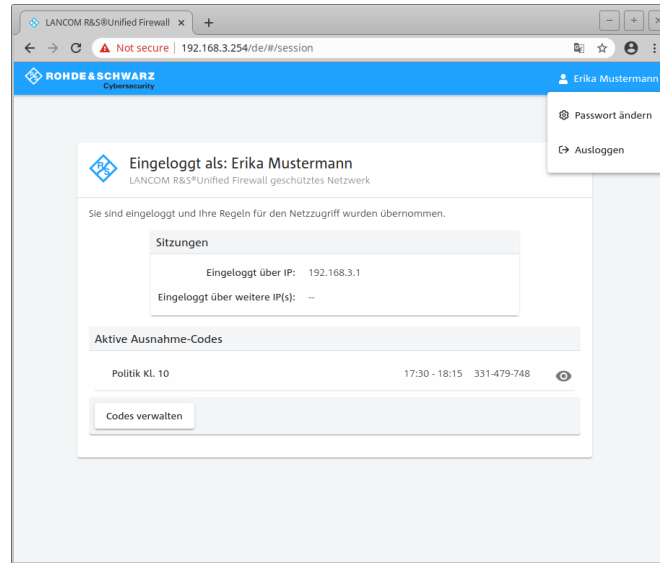 LANCOM R&S®Unified Firewall
Not secure | 192.168.3.254/de/#/session
ROHDE & SCHWARZ
Cybersecurity
Erika Mustermann
Passwort ändern
Ausloggen
R&S
Eingeloggt als: Erika Mustermann
LANCOM R&S®Unified Firewall geschütztes Netzwerk
Sie sind eingeloggt und Ihre Regeln für den Netzzugriff wurden übernommen.
Sitzungen
Eingeloggt über IP: 192.168.3.1
Eingeloggt über weitere IP(s): --
Aktive Ausnahme-Codes
Politik Kl. 10 17:30 - 18:15 331-479-748
Codes verwalten